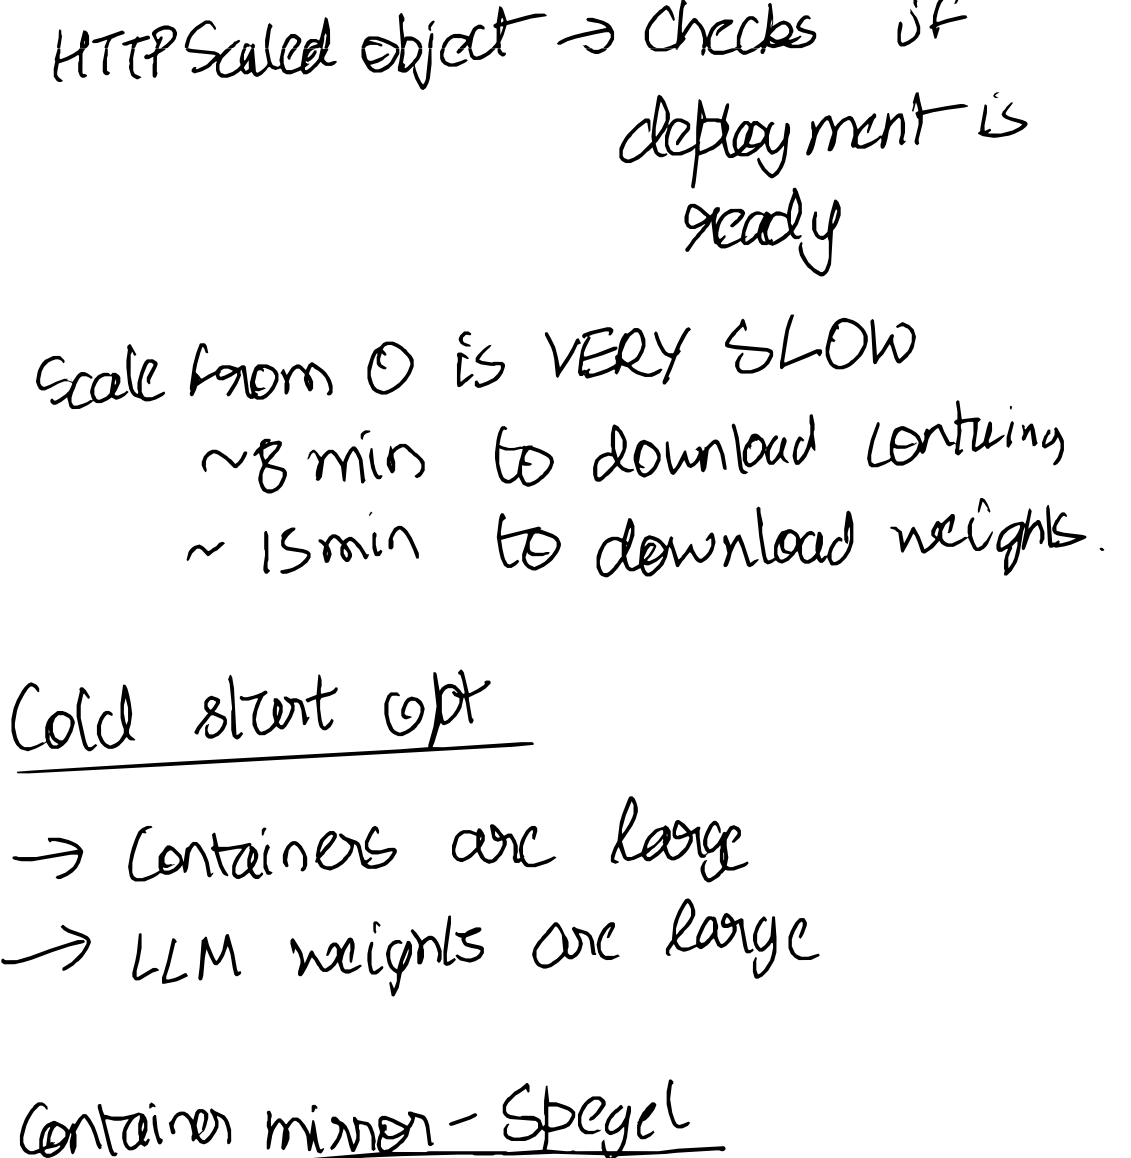 HTTPScaled object → checks if
deployment is
ready
Scale from 0 is VERY SLOW
~8 min to download
~ 15min to download weights.
Cold start opt
→ Containers are large
→ LLM weights are large
Container mirror - Spegel